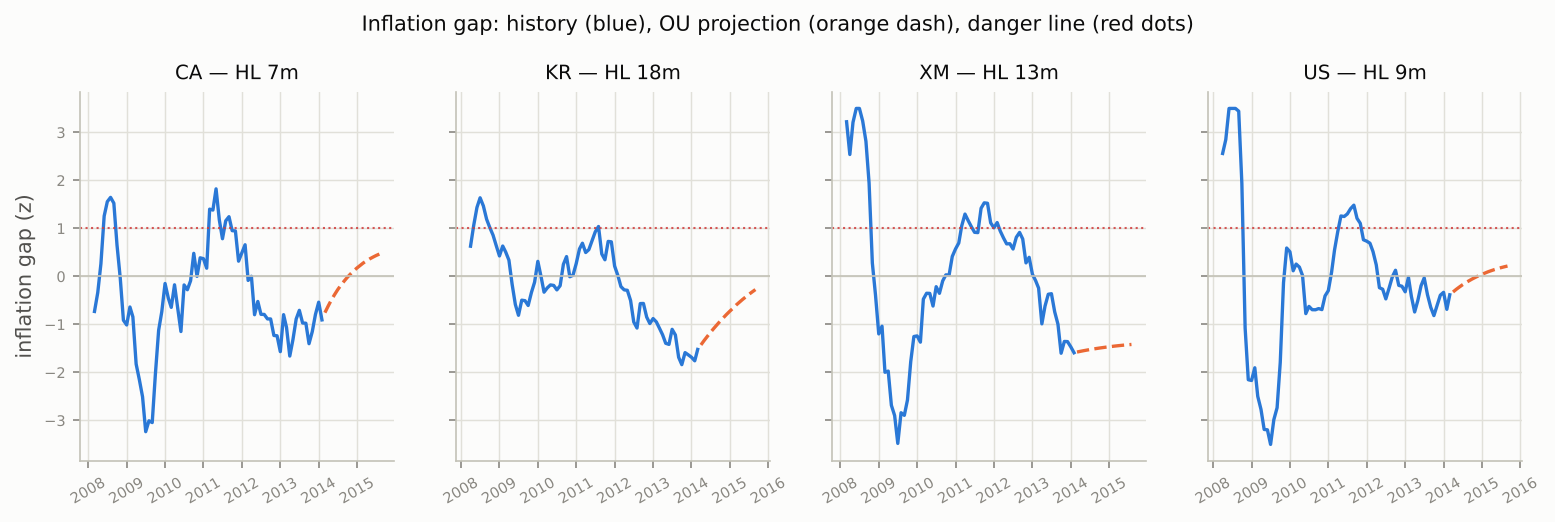 Inflation gap: history (blue), OU projection (orange dash), danger line (red dots)
CA — HL 7m
KR — HL 18m
XM — HL 13m
US — HL 9m
inflation gap (z)
3
2
1
0
−1
−2
−3
2008 2009 2010 2011 2012 2013 2014 2015
2008 2009 2010 2011 2012 2013 2014 2015 2016
2008 2009 2010 2011 2012 2013 2014 2015
2008 2009 2010 2011 2012 2013 2014 2015 2016